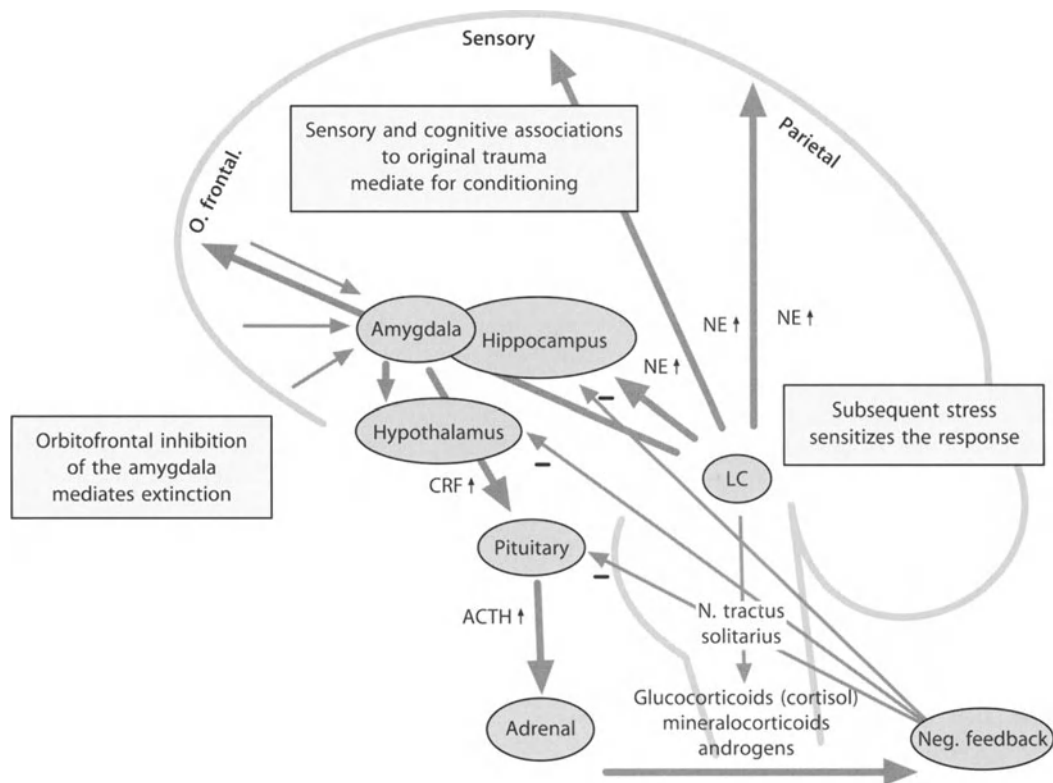 Sensory
Sensory and cognitive associations
to original trauma
mediate for conditioning
Parietal
O. frontal.
Amygdala
Hippocampus
NE↑
NE↑
NE↑
Orbitofrontal inhibition
of the amygdala
mediates extinction
Hypothalamus
Subsequent stress
sensitizes the response
–
–
CRF↑
LC
Pituitary
–
ACTH↑
N. tractus
solitarius
Adrenal
Glucocorticoids (cortisol)
mineralocorticoids
androgens
Neg. feedback